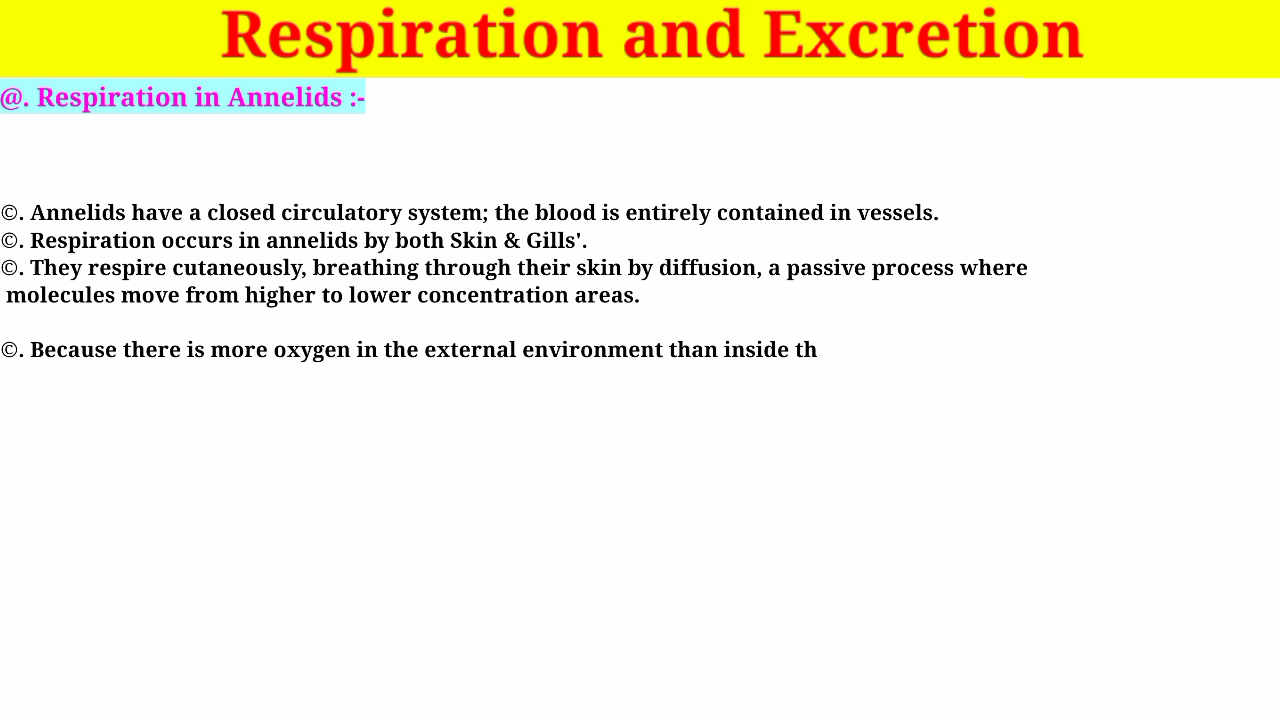 Respiration and Excretion
@. Respiration in Annelids :-
©. Annelids have a closed circulatory system; the blood is entirely contained in vessels.
©. Respiration occurs in annelids by both Skin & Gills'.
©. They respire cutaneously, breathing through their skin by diffusion, a passive process where
molecules move from higher to lower concentration areas.
©. Because there is more oxygen in the external environment than inside th